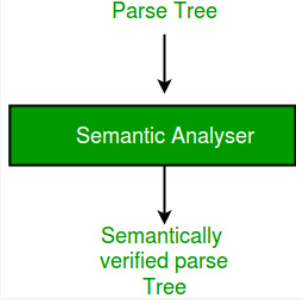 Parse Tree
Semantic Analyser
Semantically
verified parse
Tree